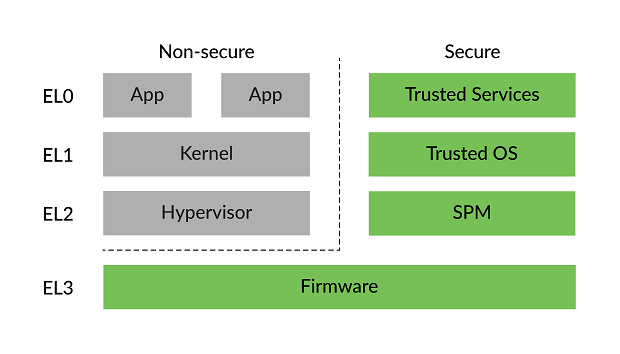 Non-secure Secure
EL0 App App Trusted Services
EL1 Kernel Trusted OS
EL2 Hypervisor SPM
EL3 Firmware